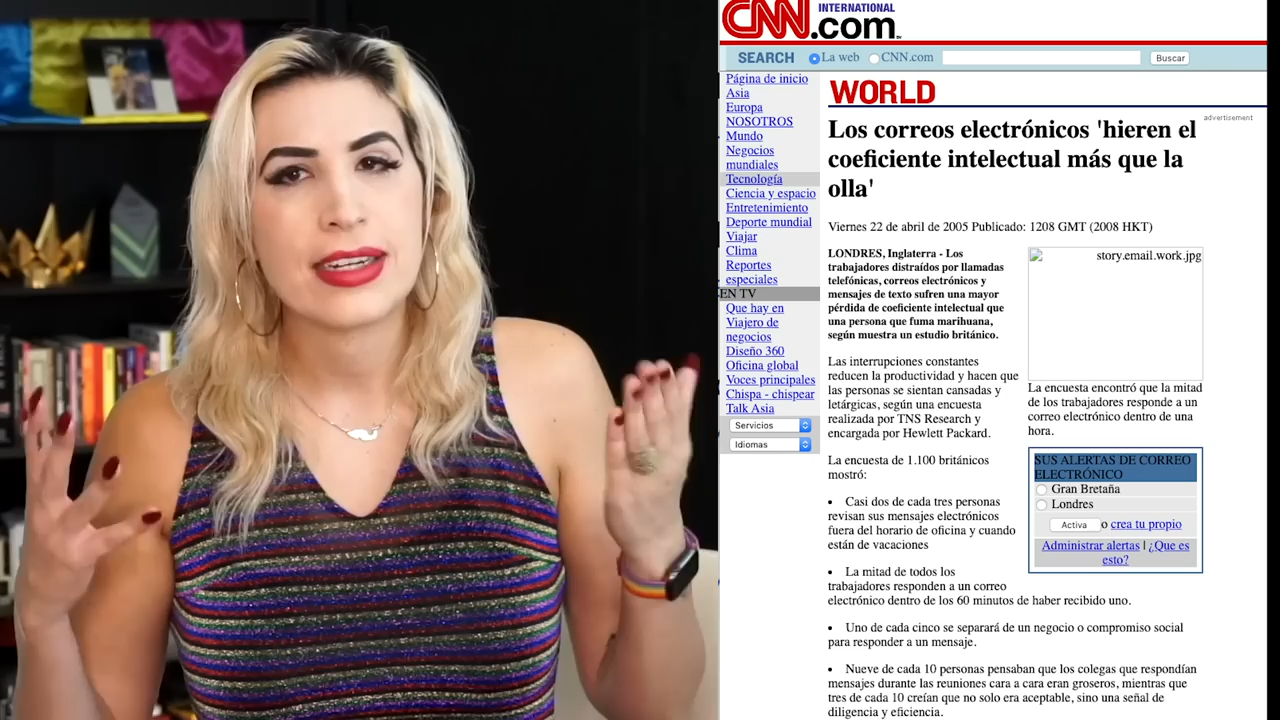 CNN.com
INTERNATIONAL
SEARCH La web CNN.com Buscar
Página de inicio
Asia
Europa
NOSOTROS
Mundo
Negocios
mundiales
Tecnología
Ciencia y espacio
Entretenimiento
Deporte mundial
Viajar
Clima
Reportes
especiales
EN TV
Que hay en
Viajero de
negocios
Diseño 360
Oficina global
Voces principales
Chispa - chispear
Talk Asia
Servicios
Idiomas
WORLD
advertisement
Los correos electrónicos 'hieren el
coeficiente intelectual más que la
olla'
Viernes 22 de abril de 2005 Publicado: 1208 GMT (2008 HKT)
LONDRES, Inglaterra - Los
trabajadores distraídos por llamadas
telefónicas, correos electrónicos y
mensajes de texto sufren una mayor
pérdida de coeficiente intelectual que
una persona que fuma marihuana,
según muestra un estudio británico.
Las interrupciones constantes
reducen la productividad y hacen que
las personas se sientan cansadas y
letárgicas, según una encuesta
realizada por TNS Research y
encargada por Hewlett Packard.
La encuesta de 1.100 británicos
mostró:
• Casi dos de cada tres personas
revisan sus mensajes electrónicos
fuera del horario de oficina y cuando
están de vacaciones
• La mitad de todos los
trabajadores responden a un correo
electrónico dentro de los 60 minutos de haber recibido uno.
• Uno de cada cinco se separará de un negocio o compromiso social
para responder a un mensaje.
• Nueve de cada 10 personas pensaban que los colegas que respondían
mensajes durante las reuniones cara a cara eran groseros, mientras que
tres de cada 10 creían que no solo era aceptable, sino una señal de
diligencia y eficiencia.
story.email.work.jpg
La encuesta encontró que la mitad
de los trabajadores responde a un
correo electrónico dentro de una
hora.
SUS ALERTAS DE CORREO
ELECTRÓNICO
Gran Bretaña
Londres
Activa o crea tu propio
Administrar alertas | ¿Que es
esto?